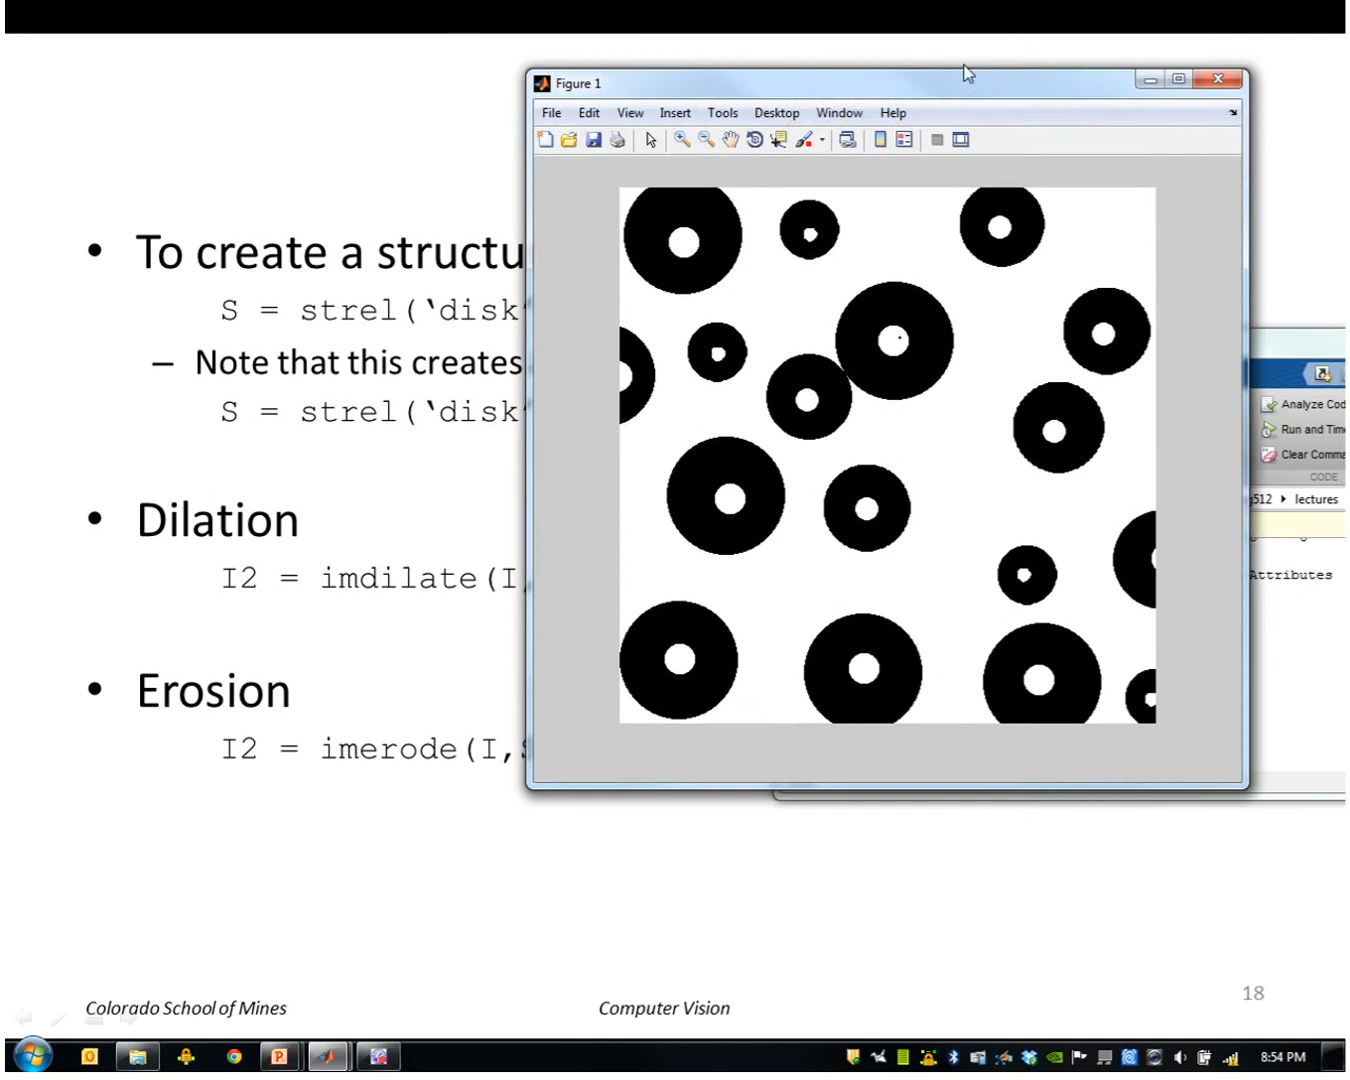 Figure 1
File Edit View Insert Tools Desktop Window Help
• To create a structu
S = strel(‘disk’
– Note that this creates
S = strel(‘disk’
Analyze Cod
Run and Time
Clear Comma
CODE
g512 ▸ lectures
Attributes
• Dilation
I2 = imdilate(I,
• Erosion
I2 = imerode(I,S
18
Colorado School of Mines
Computer Vision
8:54 PM